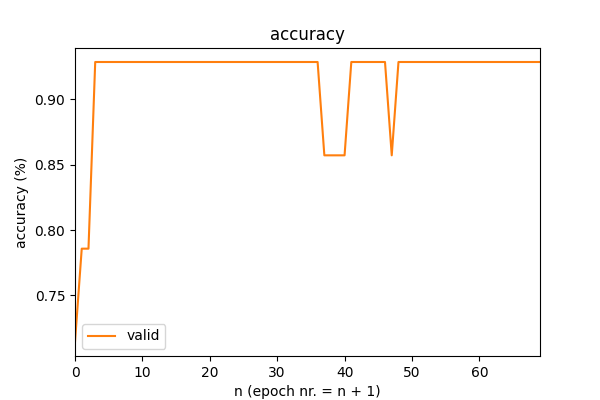 accuracy
accuracy (%)
0.90
0.85
0.80
0.75
valid
0 10 20 30 40 50 60
n (epoch nr. = n + 1)